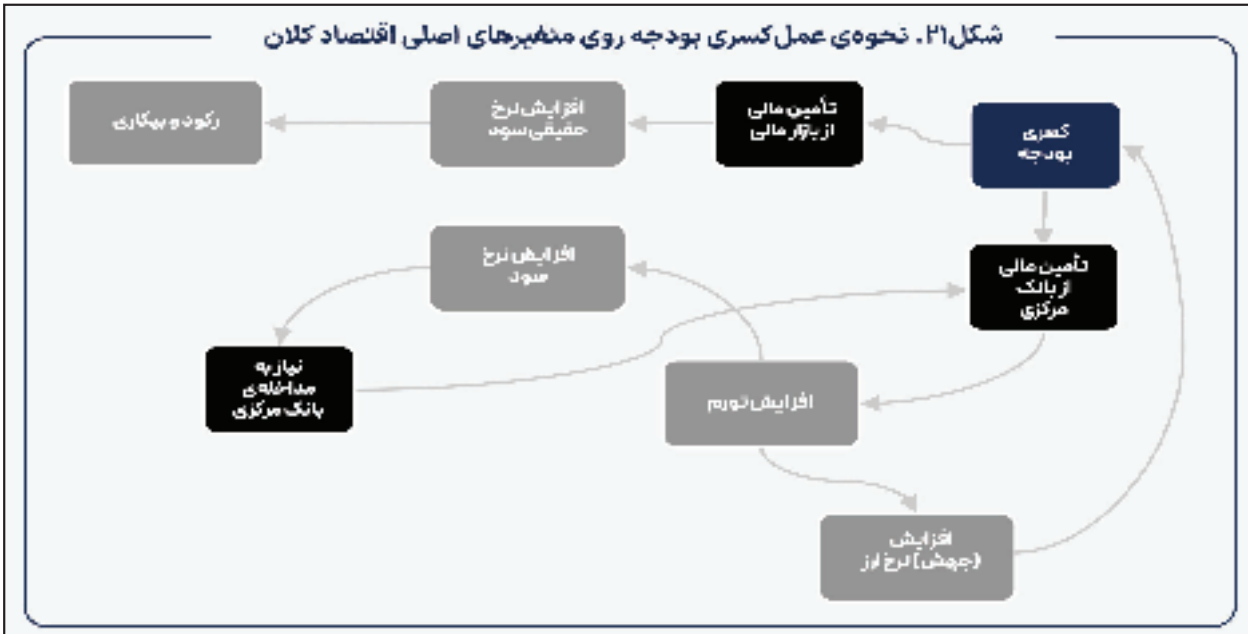 شکل۲۱. نحوه‌ی عمل کسری بودجه روی متغیرهای اصلی اقتصاد کلان
کسری
بودجه
تأمین مالی
از بازار مالی
افزایش نرخ
حقیقی سود
رکود و بیکاری
تأمین مالی
از بانک
مرکزی
افزایش نرخ
سود
نیاز به
مداخله‌ی
بانک مرکزی
افزایش تورم
افزایش
(جهش) نرخ ارز